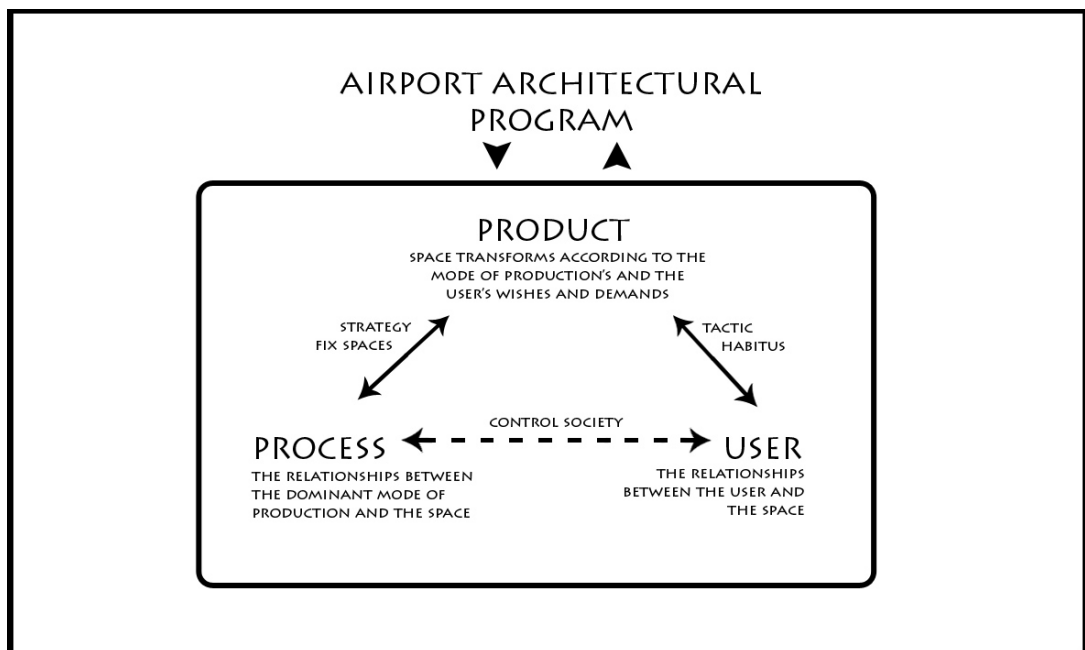 AIRPORT ARCHITECTURAL
PROGRAM
PRODUCT
SPACE TRANSFORMS ACCORDING TO THE
MODE OF PRODUCTION'S AND THE
USER'S WISHES AND DEMANDS
STRATEGY
FIX SPACES
TACTIC
HABITUS
CONTROL SOCIETY
PROCESS
THE RELATIONSHIPS BETWEEN
THE DOMINANT MODE OF
PRODUCTION AND THE SPACE
USER
THE RELATIONSHIPS
BETWEEN THE USER AND
THE SPACE